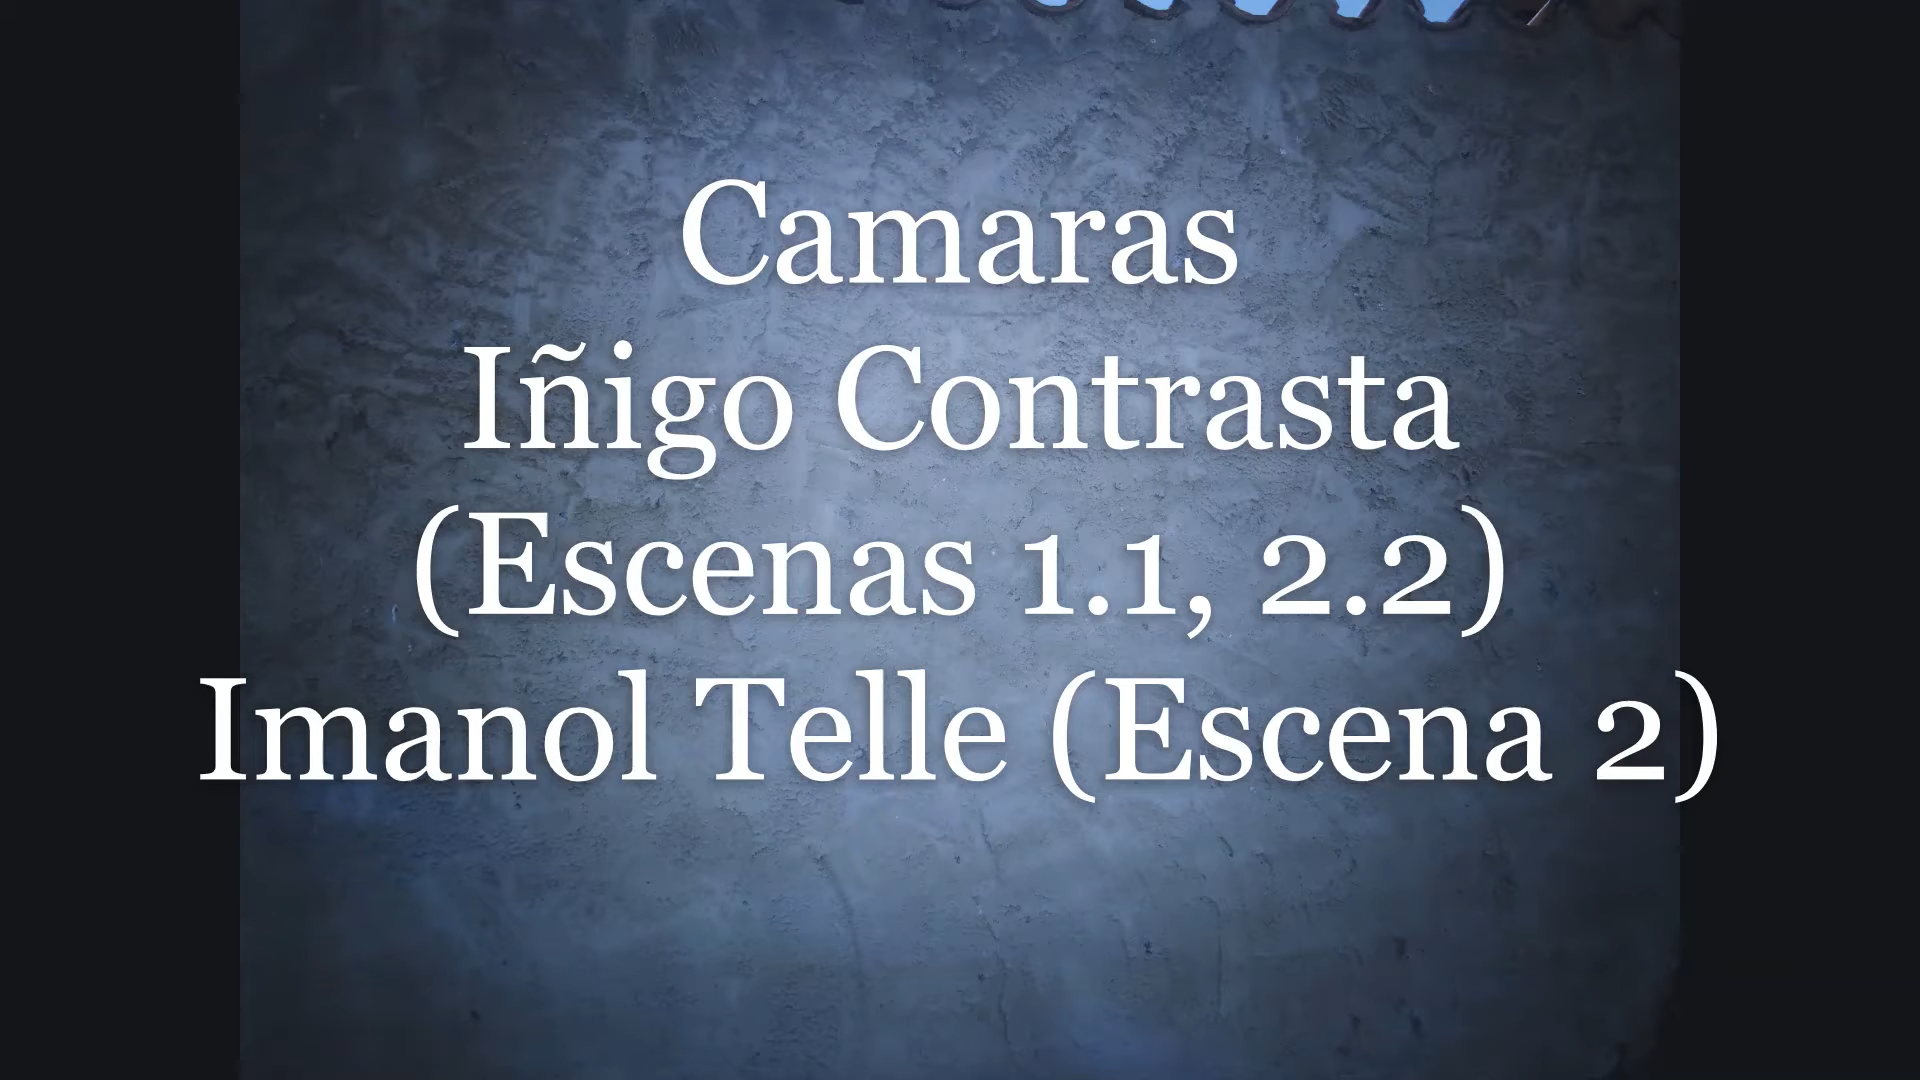 Camaras
Iñigo Contrasta
(Escenas 1.1, 2.2)
Imanol Telle (Escena 2)